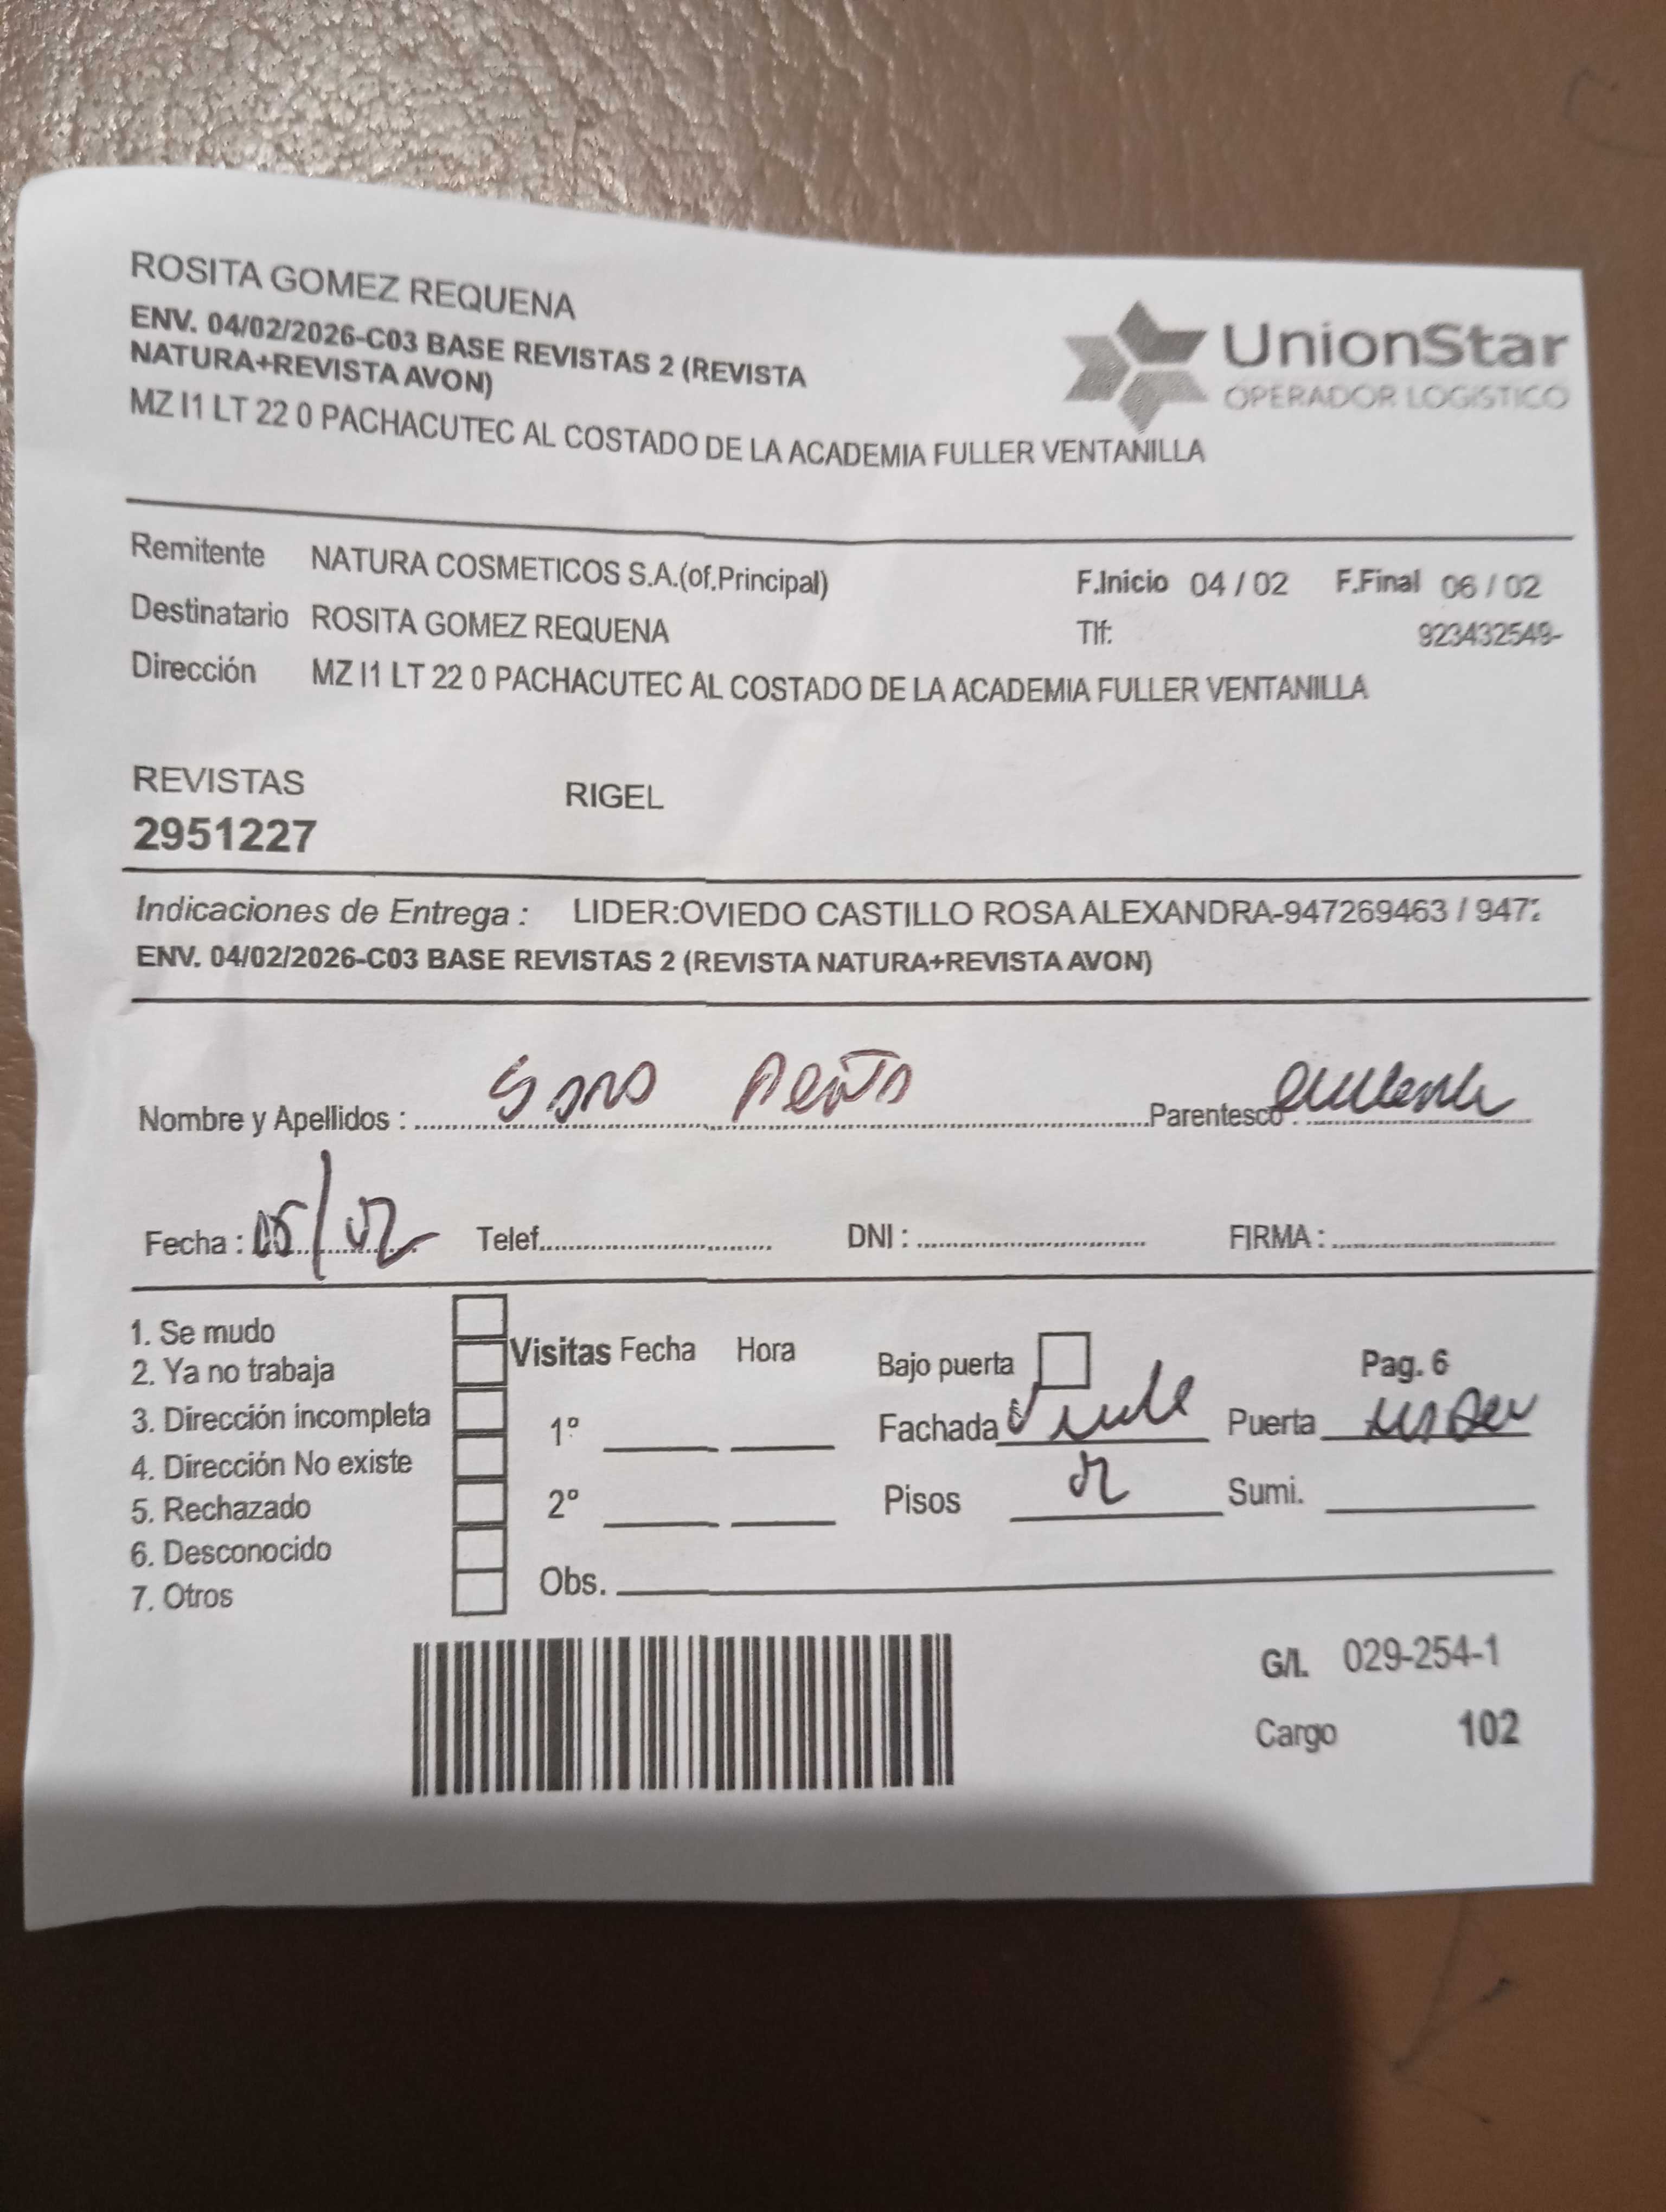 ROSITA GOMEZ REQUENA
ENV. 04/02/2026-C03 BASE REVISTAS 2 (REVISTA
NATURA+REVISTA AVON)
MZ I1 LT 22 0 PACHACUTEC AL COSTADO DE LA ACADEMIA FULLER VENTANILLA
UnionStar
OPERADOR LOGISTICO
Remitente NATURA COSMETICOS S.A.(of.Principal) F.Inicio 04 / 02 F.Final 06 / 02
Destinatario ROSITA GOMEZ REQUENA Tlf: 923432549-
Dirección MZ I1 LT 22 0 PACHACUTEC AL COSTADO DE LA ACADEMIA FULLER VENTANILLA
REVISTAS RIGEL
2951227
Indicaciones de Entrega : LIDER:OVIEDO CASTILLO ROSA ALEXANDRA-947269463 / 947
ENV. 04/02/2026-C03 BASE REVISTAS 2 (REVISTA NATURA+REVISTA AVON)
Nombre y Apellidos : Parentesco :
Fecha : 05/02 Telef. DNI : FIRMA :
1. Se mudo
2. Ya no trabaja
3. Dirección incompleta
4. Dirección No existe
5. Rechazado
6. Desconocido
7. Otros
Visitas Fecha Hora
1º
2º
Obs.
Bajo puerta Pag. 6
Fachada Puerta
Pisos 02 Sumi.
G/L 029-254-1
Cargo 102